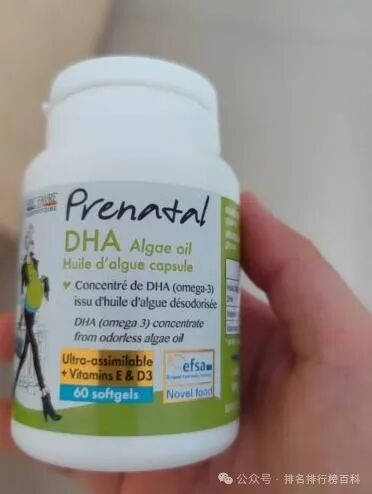 FAVRE
Prenatal
DHA Algae oil
Huile d'algue capsule
Concentré de DHA (omega-3)
issu d'huile d'algue désodorisée
DHA (omega 3) concentrate
from odorless algae oil
Ultra-assimilable
+ Vitamins E & D3
60 softgels
efsa
Novel food
公众号 · 排名排行榜百科